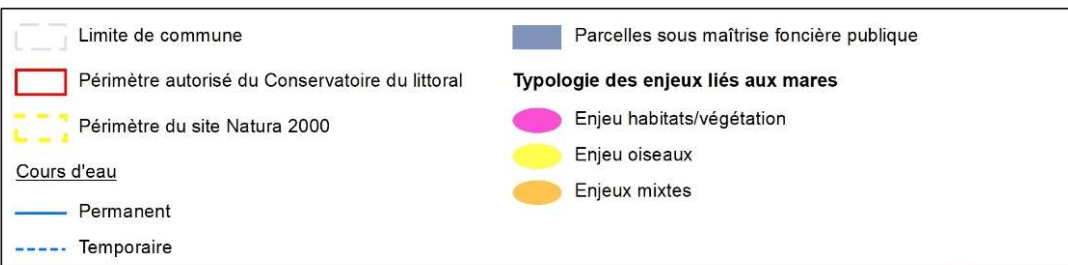 Limite de commune
Périmètre autorisé du Conservatoire du littoral
Périmètre du site Natura 2000
Cours d'eau
Permanent
Temporaire
Parcelles sous maîtrise foncière publique
Typologie des enjeux liés aux mares
Enjeu habitats/végétation
Enjeu oiseaux
Enjeux mixtes